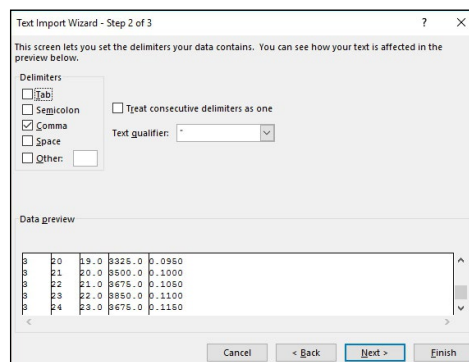 Text Import Wizard - Step 2 of 3 ? ×
This screen lets you set the delimiters your data contains. You can see how your text is affected in the
preview below.
Delimiters
Tab
Semicolon
Comma
Space
Other:
Treat consecutive delimiters as one
Text qualifier: "
Data preview
3 20 19.0 3325.0 0.0950
3 21 20.0 3500.0 0.1000
3 22 21.0 3675.0 0.1050
3 23 22.0 3850.0 0.1100
3 24 23.0 3675.0 0.1150
Cancel < Back Next > Finish